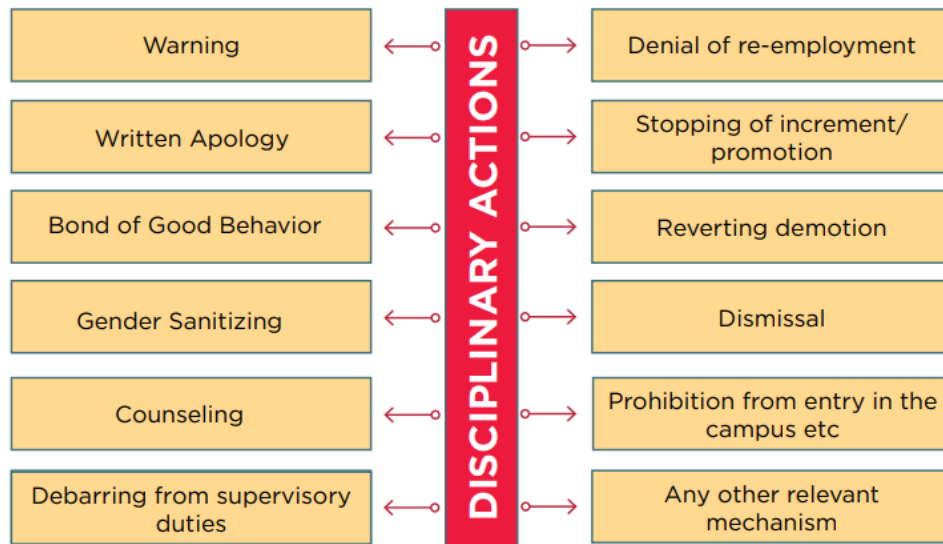 Warning
Written Apology
Bond of Good Behavior
Gender Sanitizing
Counseling
Debarring from supervisory
duties
DISCIPLINARY ACTIONS
Denial of re-employment
Stopping of increment/
promotion
Reverting demotion
Dismissal
Prohibition from entry in the
campus etc
Any other relevant
mechanism